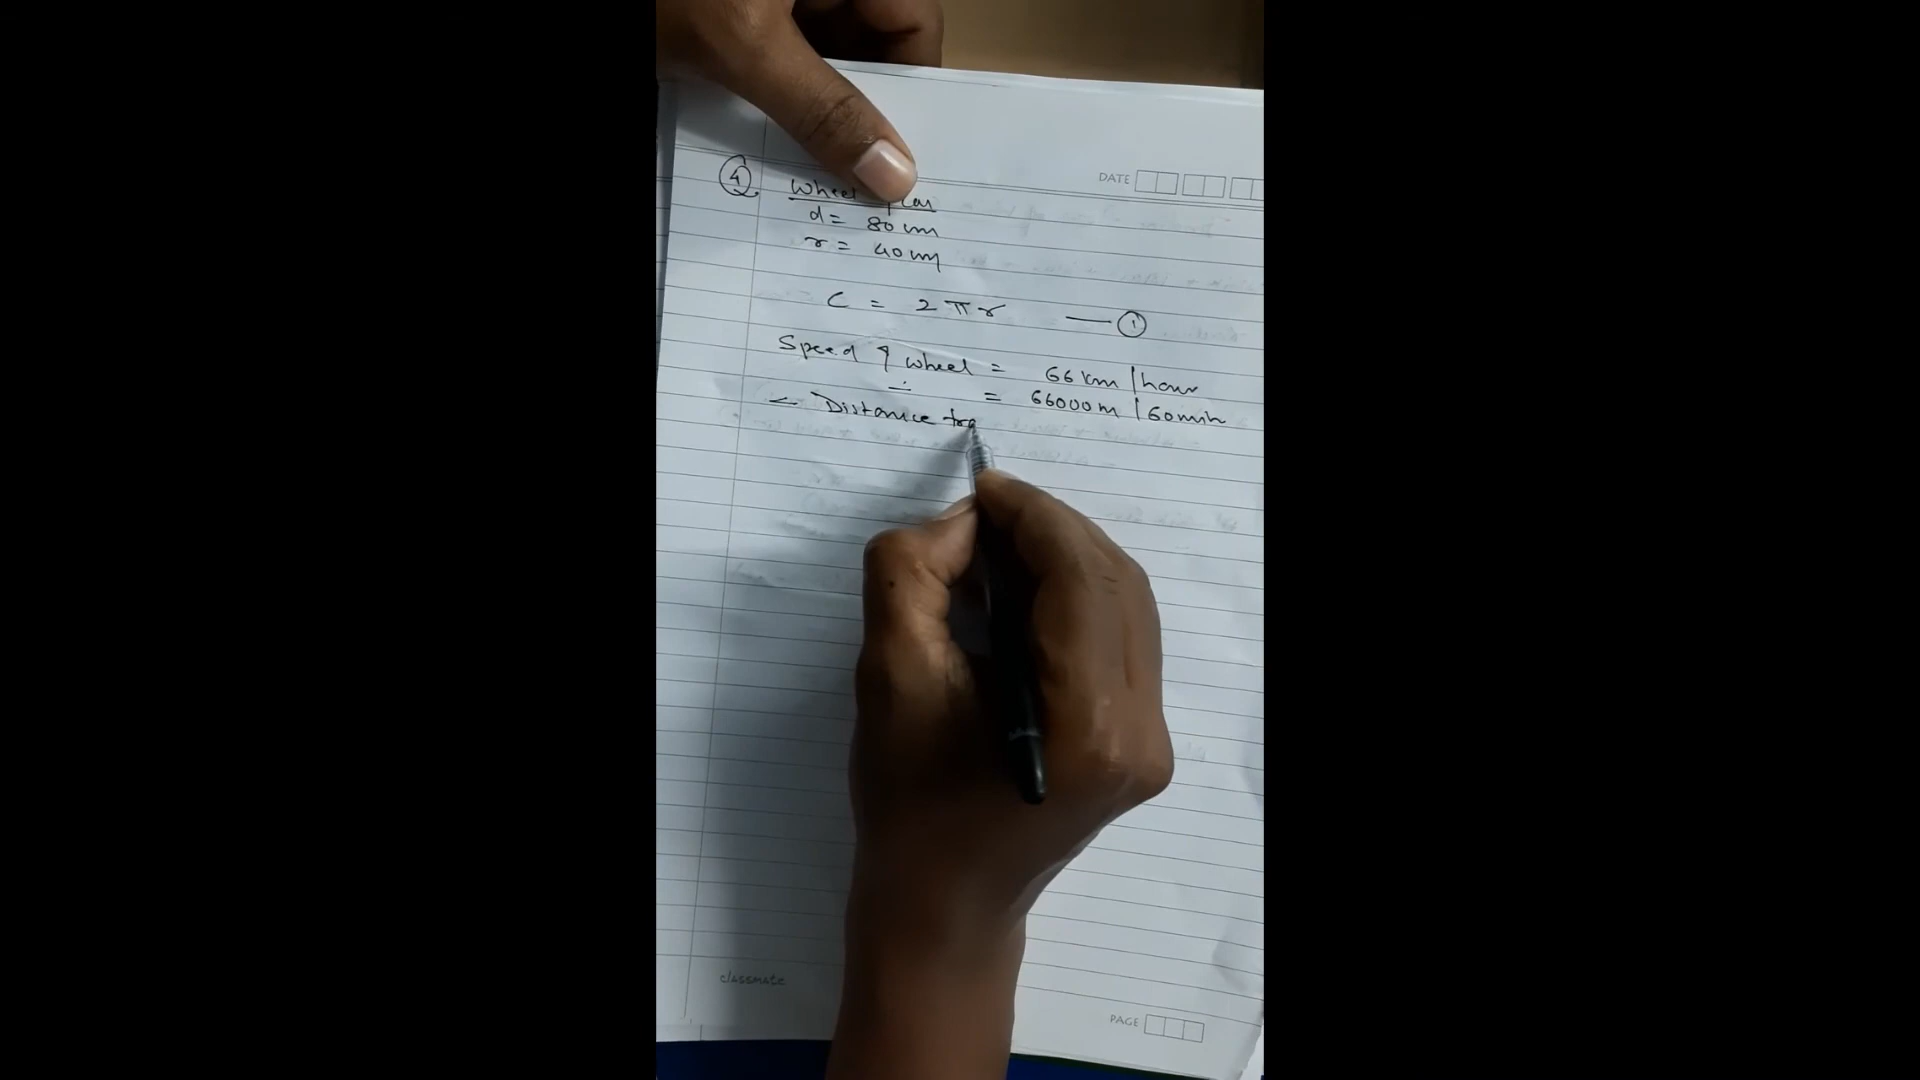 DATE
4 Wheel of car
d = 80 cm
r = 40 cm
C = 2πr — 1
Speed of wheel = 66 km / hour
= 66000 m / 60 min
Distance tra
classmate
PAGE